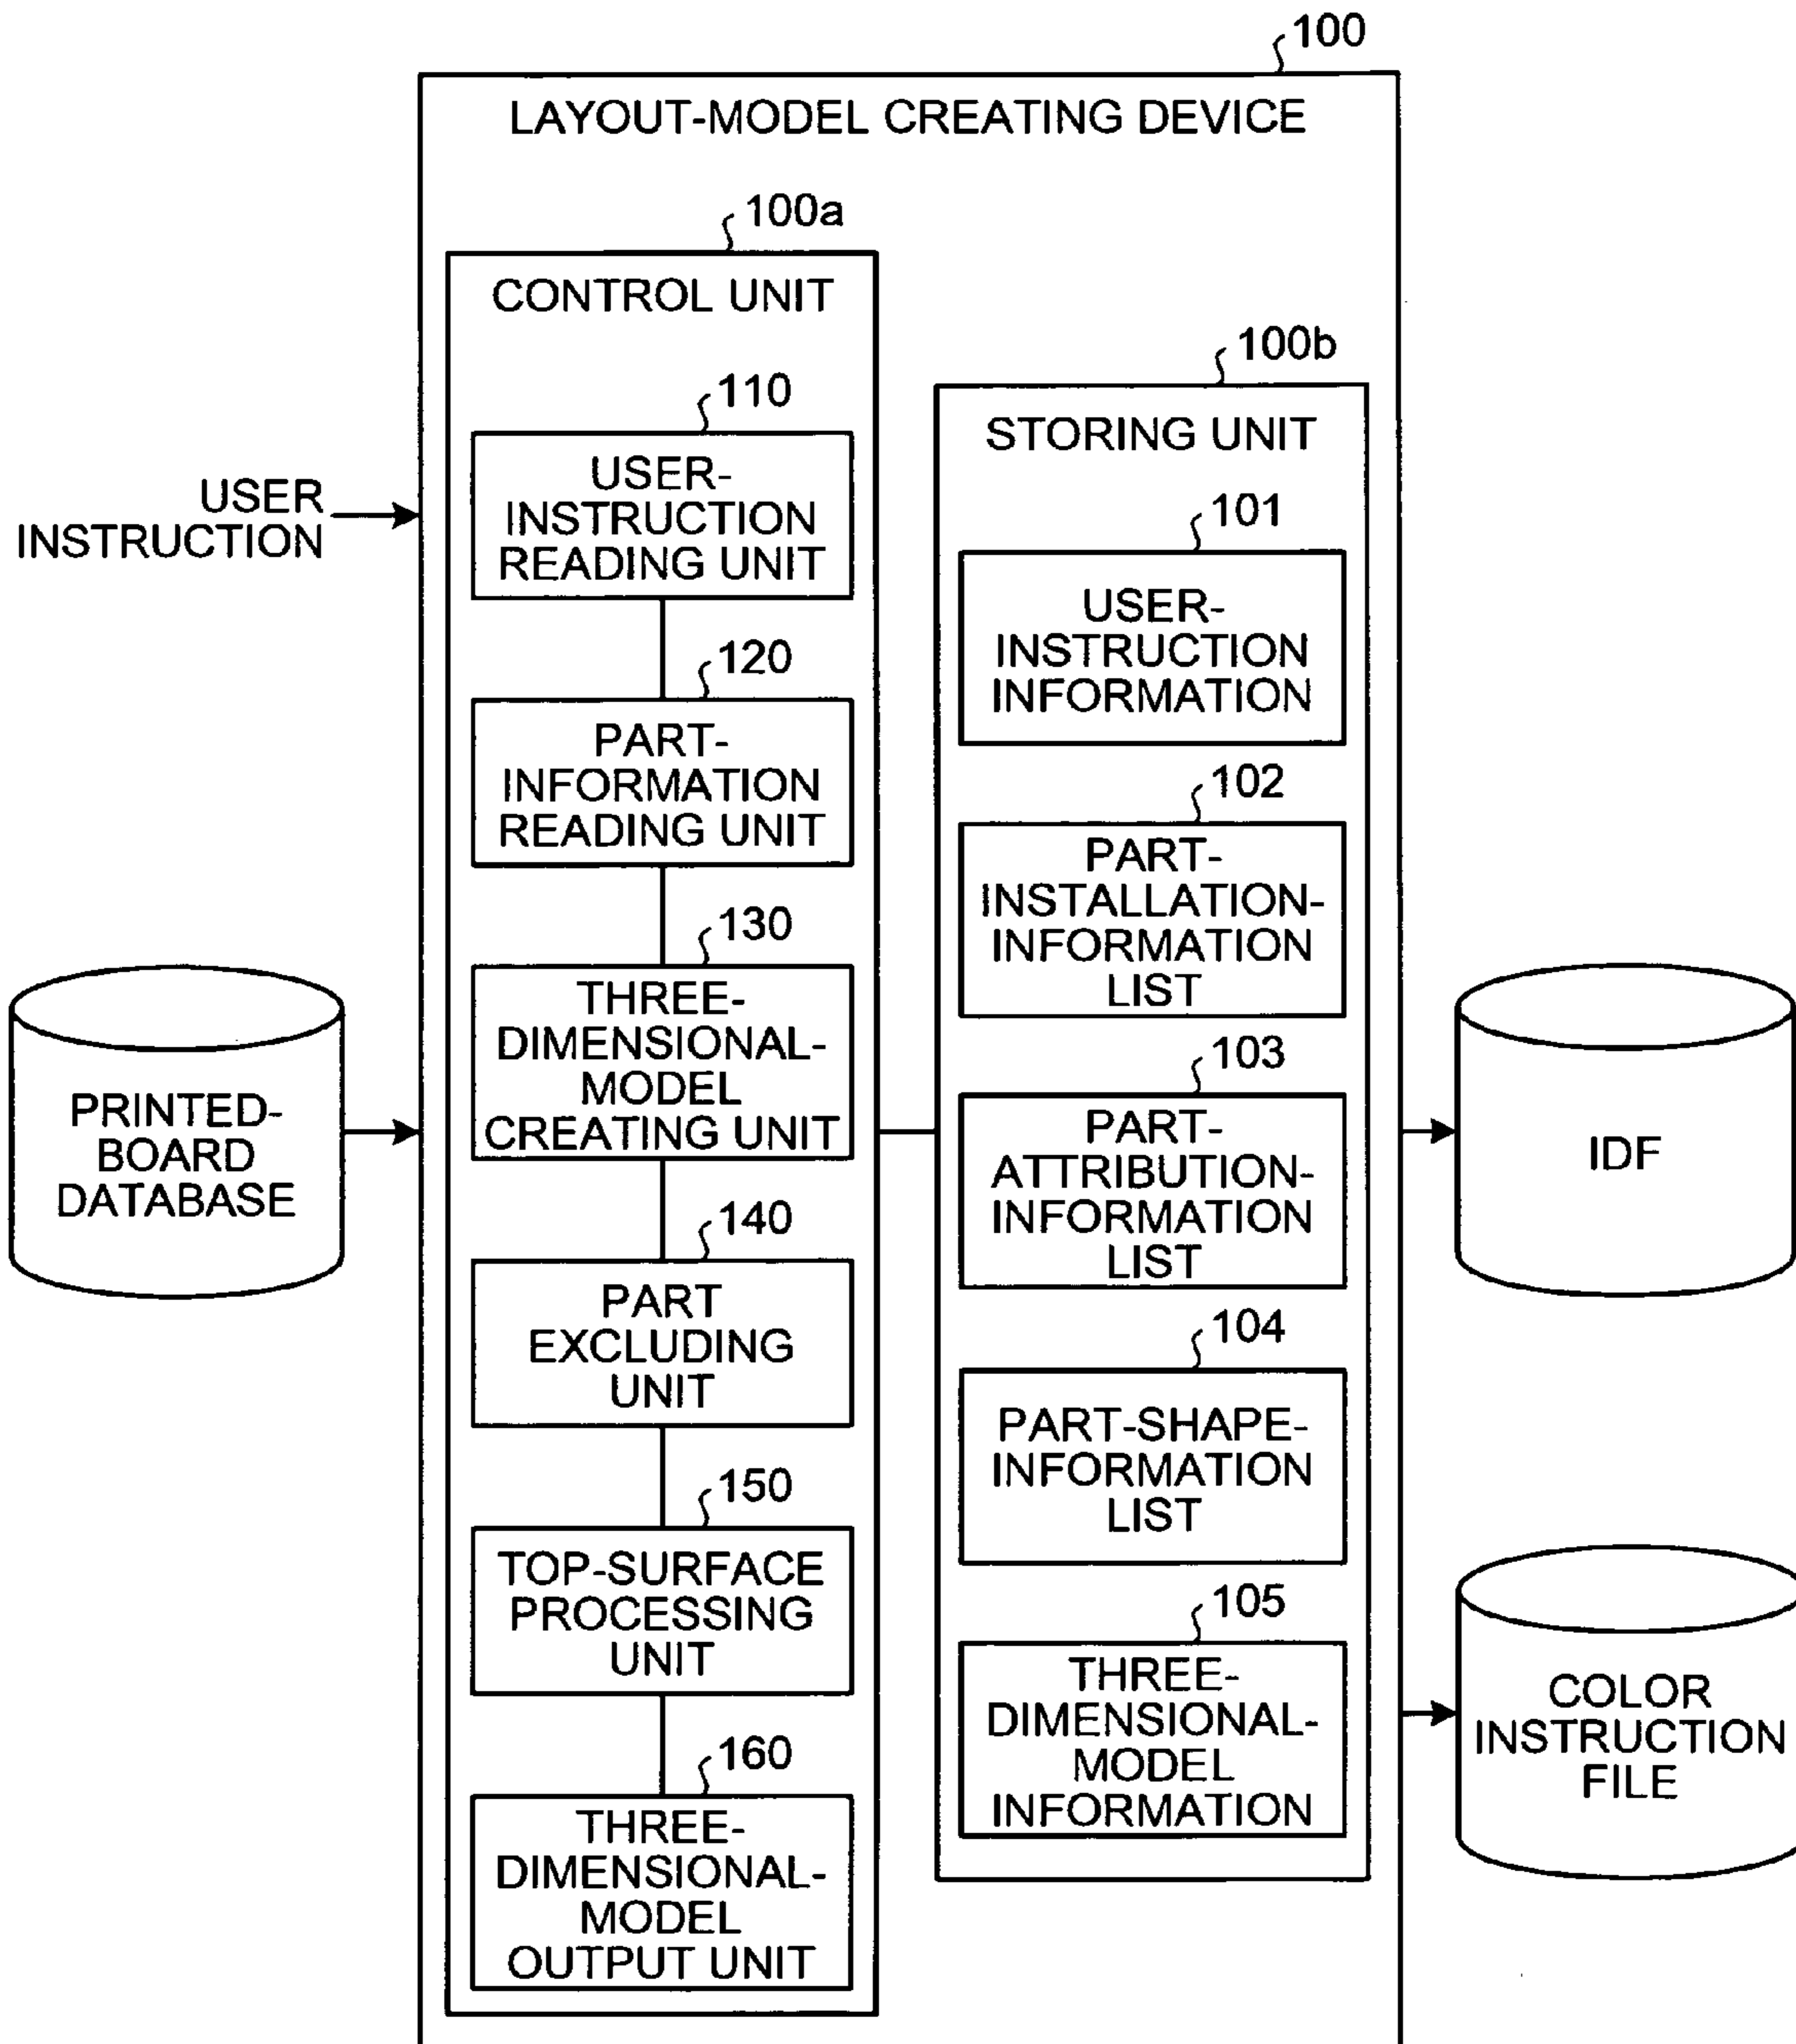 100
LAYOUT-MODEL CREATING DEVICE
100a
CONTROL UNIT
110
USER-
INSTRUCTION
READING UNIT
120
PART-
INFORMATION
READING UNIT
130
THREE-
DIMENSIONAL-
MODEL
CREATING UNIT
140
PART
EXCLUDING
UNIT
150
TOP-SURFACE
PROCESSING
UNIT
160
THREE-
DIMENSIONAL-
MODEL
OUTPUT UNIT
100b
STORING UNIT
101
USER-
INSTRUCTION
INFORMATION
102
PART-
INSTALLATION-
INFORMATION
LIST
103
PART-
ATTRIBUTION-
INFORMATION
LIST
104
PART-SHAPE-
INFORMATION
LIST
105
THREE-
DIMENSIONAL-
MODEL
INFORMATION
USER
INSTRUCTION
PRINTED-
BOARD
DATABASE
IDF
COLOR
INSTRUCTION
FILE